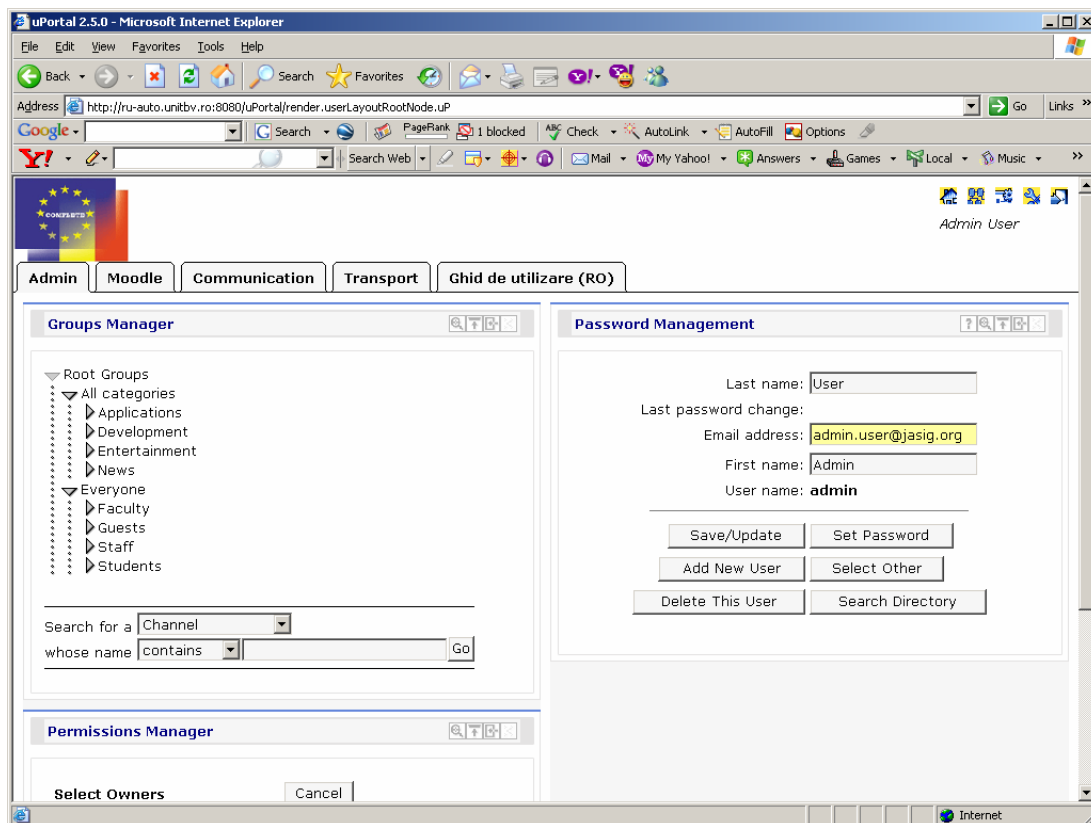 uPortal 2.5.0 - Microsoft Internet Explorer
File Edit View Favorites Tools Help
Back Search Favorites
Address http://ru-auto.unitbv.ro:8080/uPortal/render.userLayoutRootNode.uP Go Links »
Google Search PageRank 1 blocked ABC Check AutoLink AutoFill Options
Y! Search Web Mail My My Yahoo! Answers Games Local Music »
COMPLETE
Admin User
Admin Moodle Communication Transport Ghid de utilizare (RO)
Groups Manager
Root Groups
All categories
Applications
Development
Entertainment
News
Everyone
Faculty
Guests
Staff
Students
Search for a Channel
whose name contains Go
Permissions Manager
Select Owners Cancel
Password Management ?
Last name: User
Last password change:
Email address: admin.user@jasig.org
First name: Admin
User name: admin
Save/Update Set Password
Add New User Select Other
Delete This User Search Directory
Internet